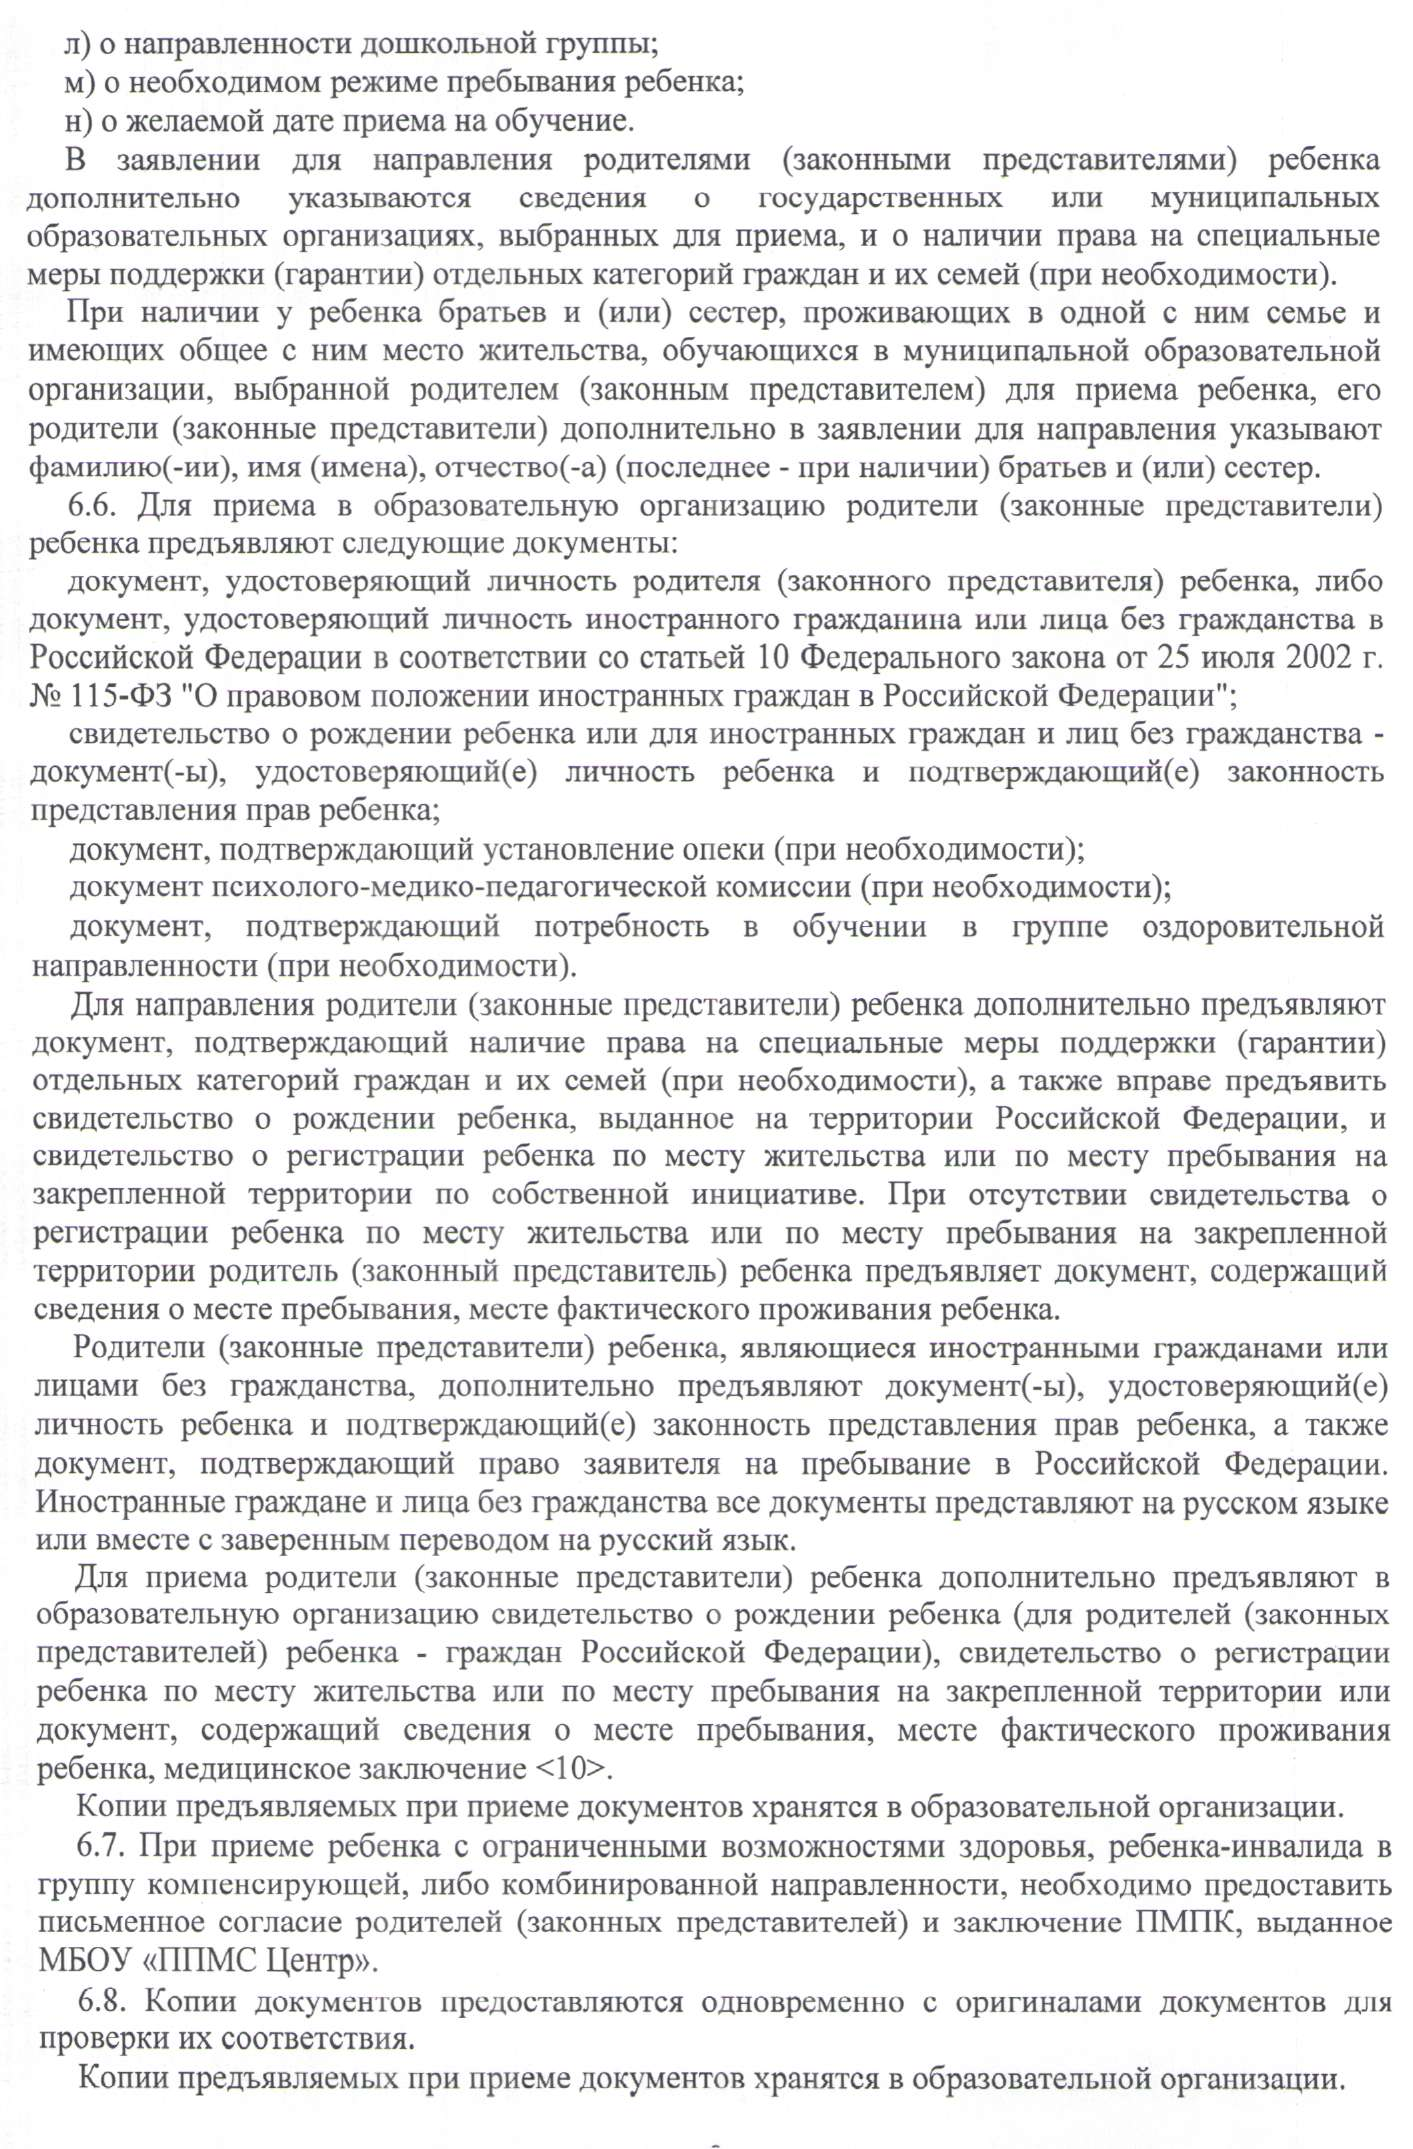 л) о направленности дошкольной группы;
м) о необходимом режиме пребывания ребенка;
н) о желаемой дате приема на обучение.
В заявлении для направления родителями (законными представителями) ребенка
дополнительно указываются сведения о государственных или муниципальных
образовательных организациях, выбранных для приема, и о наличии права на специальные
меры поддержки (гарантии) отдельных категорий граждан и их семей (при необходимости).
При наличии у ребенка братьев и (или) сестер, проживающих в одной с ним семье и
имеющих общее с ним место жительства, обучающихся в муниципальной образовательной
организации, выбранной родителем (законным представителем) для приема ребенка, его
родители (законные представители) дополнительно в заявлении для направления указывают
фамилию(-ии), имя (имена), отчество(-а) (последнее - при наличии) братьев и (или) сестер.
6.6. Для приема в образовательную организацию родители (законные представители)
ребенка предъявляют следующие документы:
документ, удостоверяющий личность родителя (законного представителя) ребенка, либо
документ, удостоверяющий личность иностранного гражданина или лица без гражданства в
Российской Федерации в соответствии со статьей 10 Федерального закона от 25 июля 2002 г.
№ 115-ФЗ "О правовом положении иностранных граждан в Российской Федерации";
свидетельство о рождении ребенка или для иностранных граждан и лиц без гражданства -
документ(-ы), удостоверяющий(е) личность ребенка и подтверждающий(е) законность
представления прав ребенка;
документ, подтверждающий установление опеки (при необходимости);
документ психолого-медико-педагогической комиссии (при необходимости);
документ, подтверждающий потребность в обучении в группе оздоровительной
направленности (при необходимости).
Для направления родители (законные представители) ребенка дополнительно предъявляют
документ, подтверждающий наличие права на специальные меры поддержки (гарантии)
отдельных категорий граждан и их семей (при необходимости), а также вправе предъявить
свидетельство о рождении ребенка, выданное на территории Российской Федерации, и
свидетельство о регистрации ребенка по месту жительства или по месту пребывания на
закрепленной территории по собственной инициативе. При отсутствии свидетельства о
регистрации ребенка по месту жительства или по месту пребывания на закрепленной
территории родитель (законный представитель) ребенка предъявляет документ, содержащий
сведения о месте пребывания, месте фактического проживания ребенка.
Родители (законные представители) ребенка, являющиеся иностранными гражданами или
лицами без гражданства, дополнительно предъявляют документ(-ы), удостоверяющий(е)
личность ребенка и подтверждающий(е) законность представления прав ребенка, а также
документ, подтверждающий право заявителя на пребывание в Российской Федерации.
Иностранные граждане и лица без гражданства все документы представляют на русском языке
или вместе с заверенным переводом на русский язык.
Для приема родители (законные представители) ребенка дополнительно предъявляют в
образовательную организацию свидетельство о рождении ребенка (для родителей (законных
представителей) ребенка - граждан Российской Федерации), свидетельство о регистрации
ребенка по месту жительства или по месту пребывания на закрепленной территории или
документ, содержащий сведения о месте пребывания, месте фактического проживания
ребенка, медицинское заключение <10>.
Копии предъявляемых при приеме документов хранятся в образовательной организации.
6.7. При приеме ребенка с ограниченными возможностями здоровья, ребенка-инвалида в
группу компенсирующей, либо комбинированной направленности, необходимо предоставить
письменное согласие родителей (законных представителей) и заключение ПМПК, выданное
МБОУ «ППМС Центр».
6.8. Копии документов предоставляются одновременно с оригиналами документов для
проверки их соответствия.
Копии предъявляемых при приеме документов хранятся в образовательной организации.